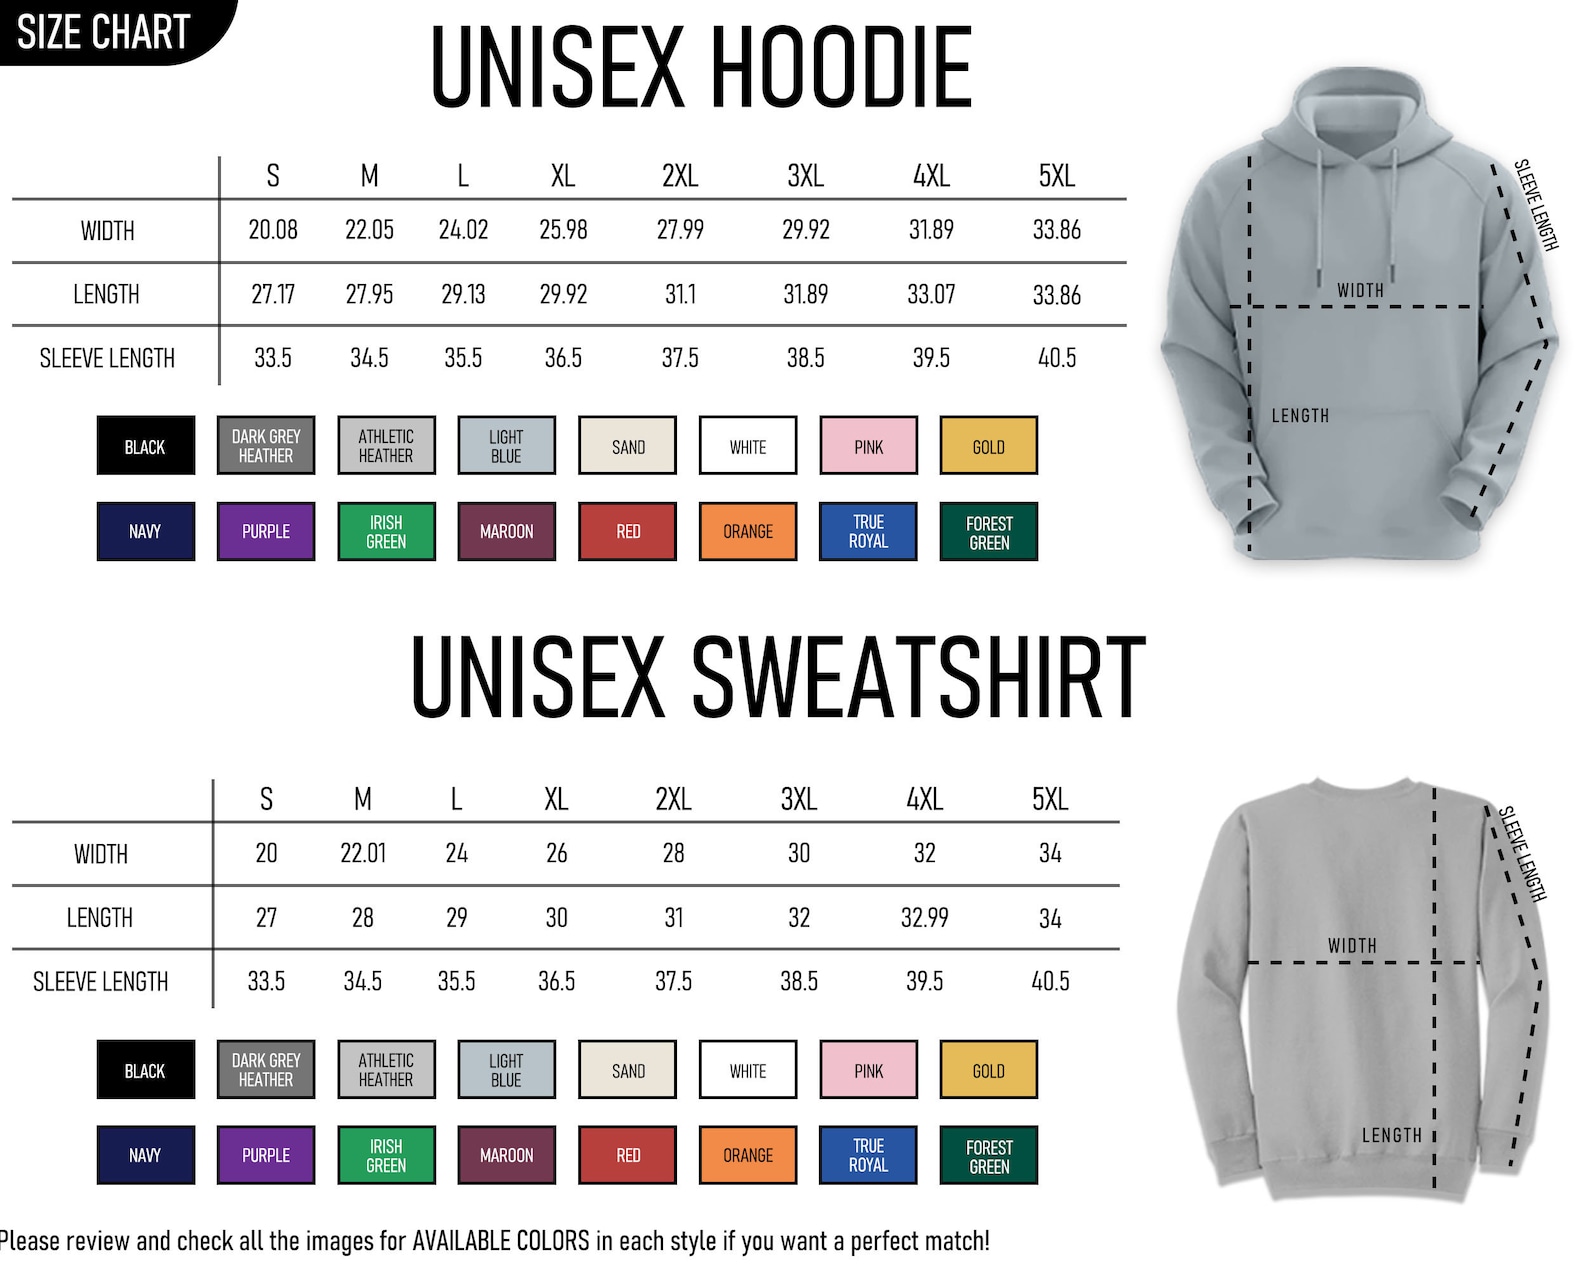 SIZE CHART
UNISEX HOODIE
S M L XL 2XL 3XL 4XL 5XL
WIDTH 20.08 22.05 24.02 25.98 27.99 29.92 31.89 33.86
LENGTH 27.17 27.95 29.13 29.92 31.1 31.89 33.07 33.86
SLEEVE LENGTH 33.5 34.5 35.5 36.5 37.5 38.5 39.5 40.5
BLACK
DARK GREY
HEATHER
ATHLETIC
HEATHER
LIGHT
BLUE
SAND
WHITE
PINK
GOLD
NAVY
PURPLE
IRISH
GREEN
MAROON
RED
ORANGE
TRUE
ROYAL
FOREST
GREEN
SLEEVE LENGTH
WIDTH
LENGTH
UNISEX SWEATSHIRT
S M L XL 2XL 3XL 4XL 5XL
WIDTH 20 22.01 24 26 28 30 32 34
LENGTH 27 28 29 30 31 32 32.99 34
SLEEVE LENGTH 33.5 34.5 35.5 36.5 37.5 38.5 39.5 40.5
BLACK
DARK GREY
HEATHER
ATHLETIC
HEATHER
LIGHT
BLUE
SAND
WHITE
PINK
GOLD
NAVY
PURPLE
IRISH
GREEN
MAROON
RED
ORANGE
TRUE
ROYAL
FOREST
GREEN
SLEEVE LENGTH
WIDTH
LENGTH
Please review and check all the images for AVAILABLE COLORS in each style if you want a perfect match!